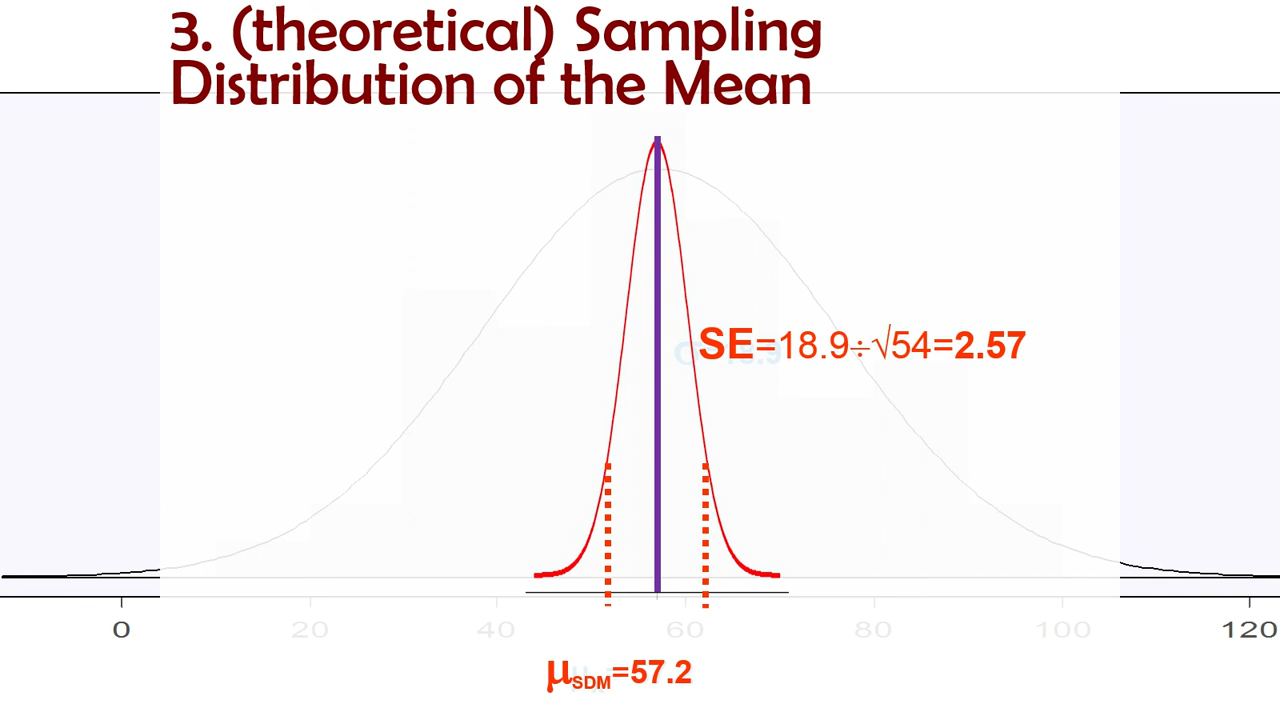 3. (theoretical) Sampling
Distribution of the Mean
SE=18.9÷√54=2.57
0 20 40 60 80 100 120
μSDM=57.2